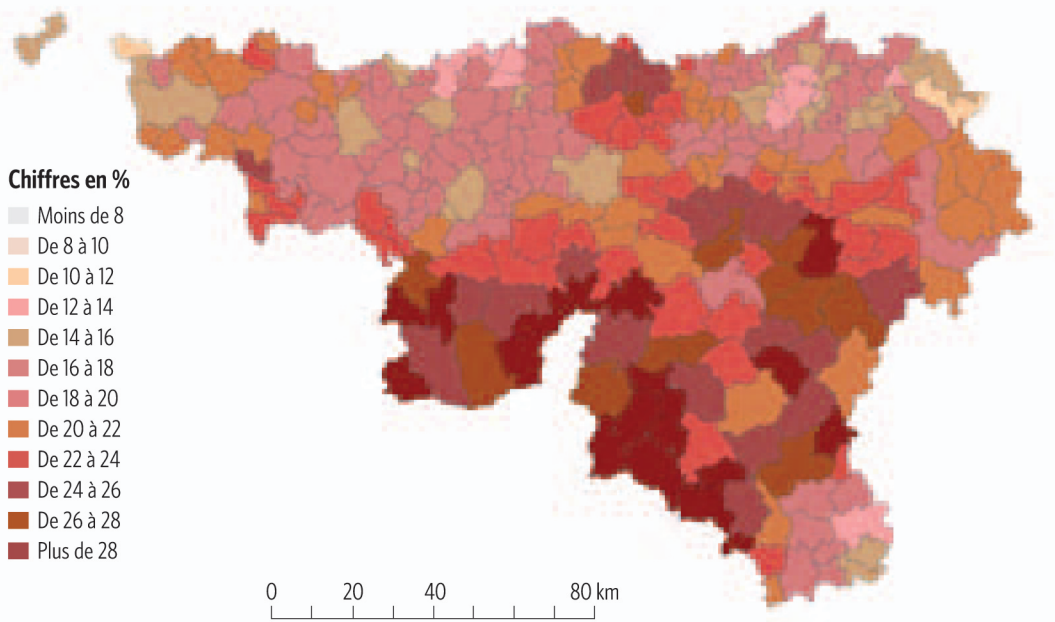 Chiffres en %
Moins de 8
De 8 à 10
De 10 à 12
De 12 à 14
De 14 à 16
De 16 à 18
De 18 à 20
De 20 à 22
De 22 à 24
De 24 à 26
De 26 à 28
Plus de 28
0 20 40 80 km